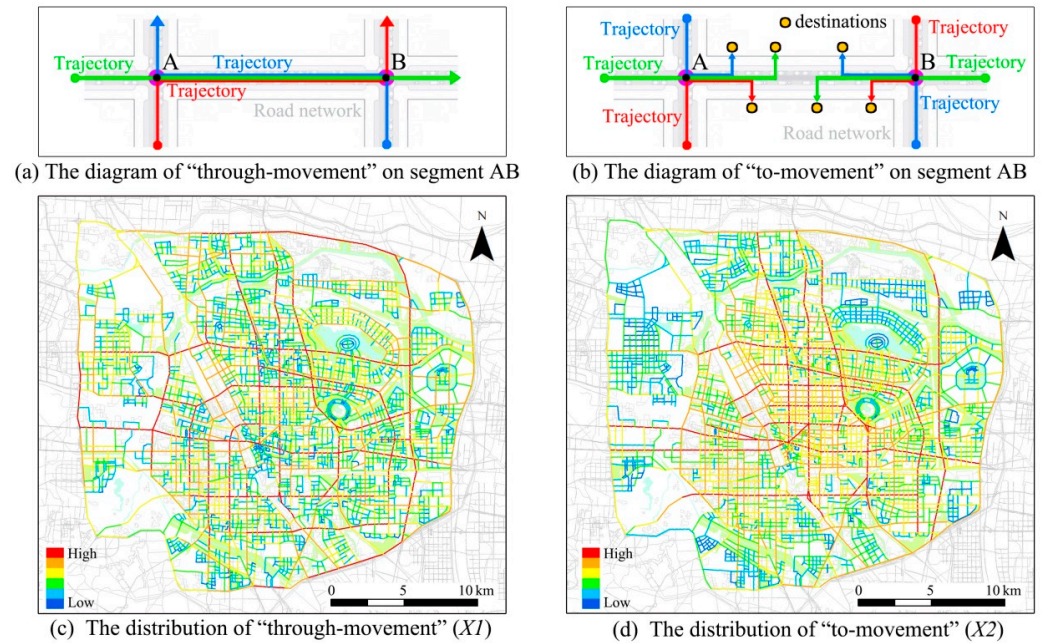 A
B
Trajectory
Trajectory
Trajectory
Road network
(a) The diagram of “through-movement” on segment AB
destinations
Trajectory
Trajectory
A
B
Trajectory
Trajectory
Trajectory
Trajectory
Road network
(b) The diagram of “to-movement” on segment AB
N
High
Low
0 5 10 km
(c) The distribution of “through-movement” (X1)
N
High
Low
0 5 10 km
(d) The distribution of “to-movement” (X2)